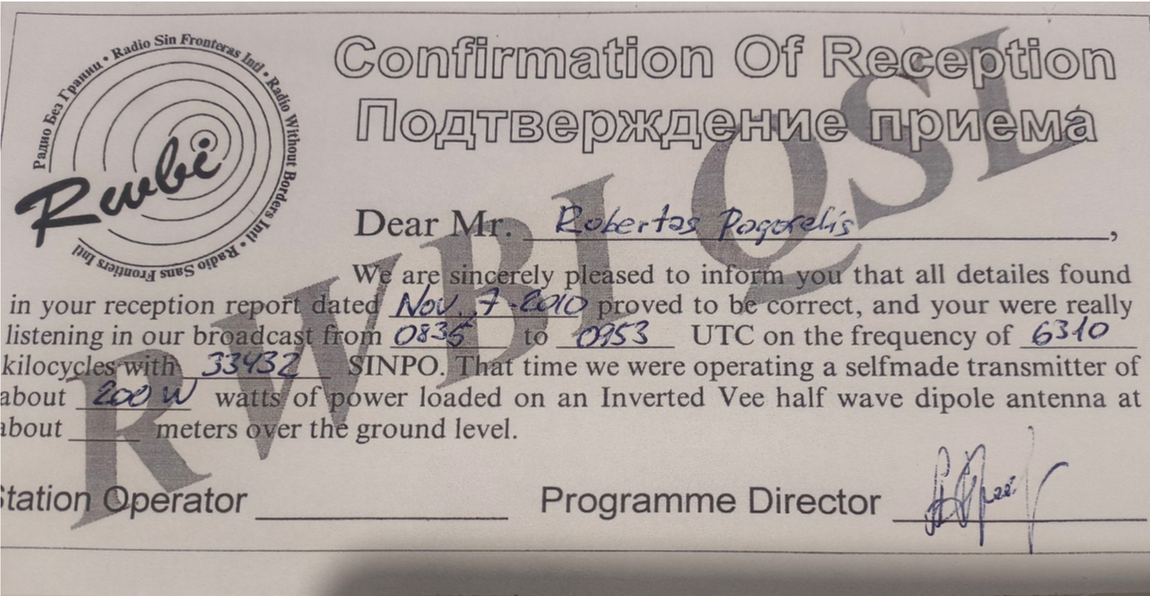 Радио Без Границ • Radio Sin Fronteras Intl • Radio Without Borders Intl • Radio Sans Frontiers Intl
Rwbi
Confirmation Of Reception
Подтверждение приема
RWBI QSL
Dear Mr. Robertas Pogorelis,
We are sincerely pleased to inform you that all detailes found
in your reception report dated Nov. 7-2010 proved to be correct, and your were really
listening in our broadcast from 0835 to 0953 UTC on the frequency of 6310
kilocycles with 33432 SINPO. That time we were operating a selfmade transmitter of
about 200 W watts of power loaded on an Inverted Vee half wave dipole antenna at
about meters over the ground level.
Station Operator Programme Director